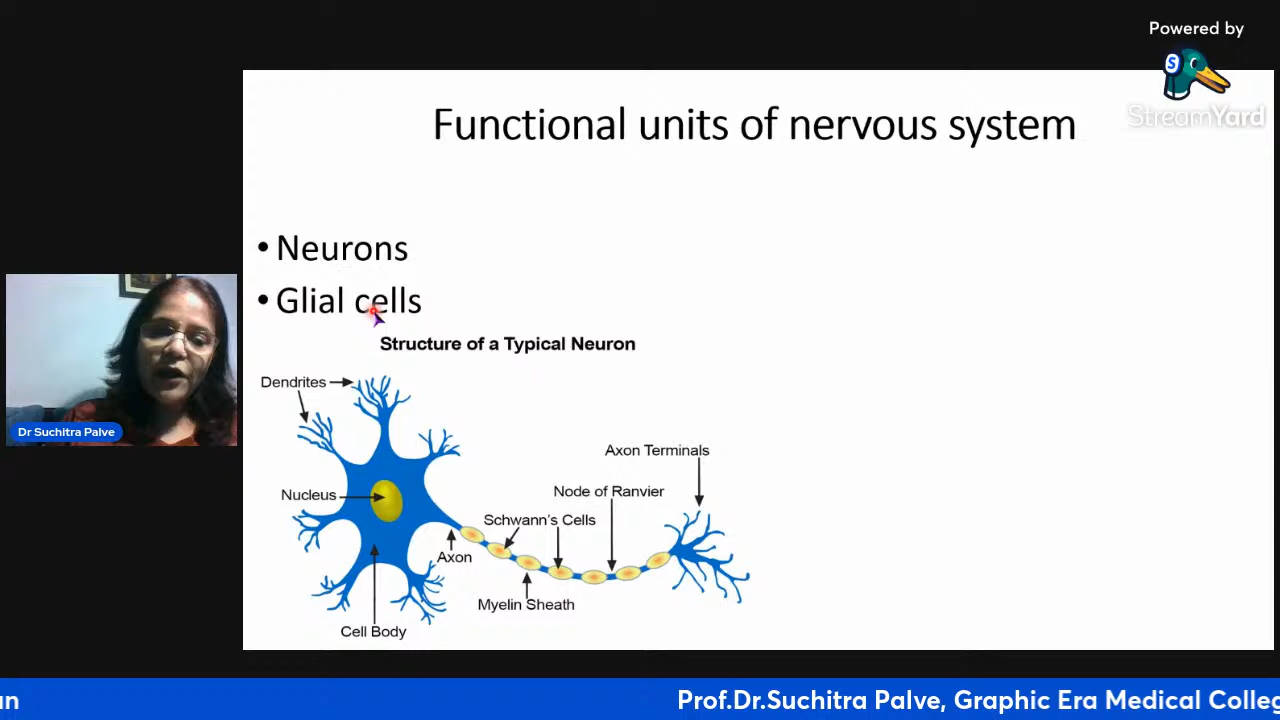 Powered by
S
StreamYard
Functional units of nervous system
• Neurons
• Glial cells
Structure of a Typical Neuron
Dendrites
Axon Terminals
Nucleus
Node of Ranvier
Schwann's Cells
Axon
Myelin Sheath
Cell Body
Dr Suchitra Palve
Prof.Dr.Suchitra Palve, Graphic Era Medical Colleg